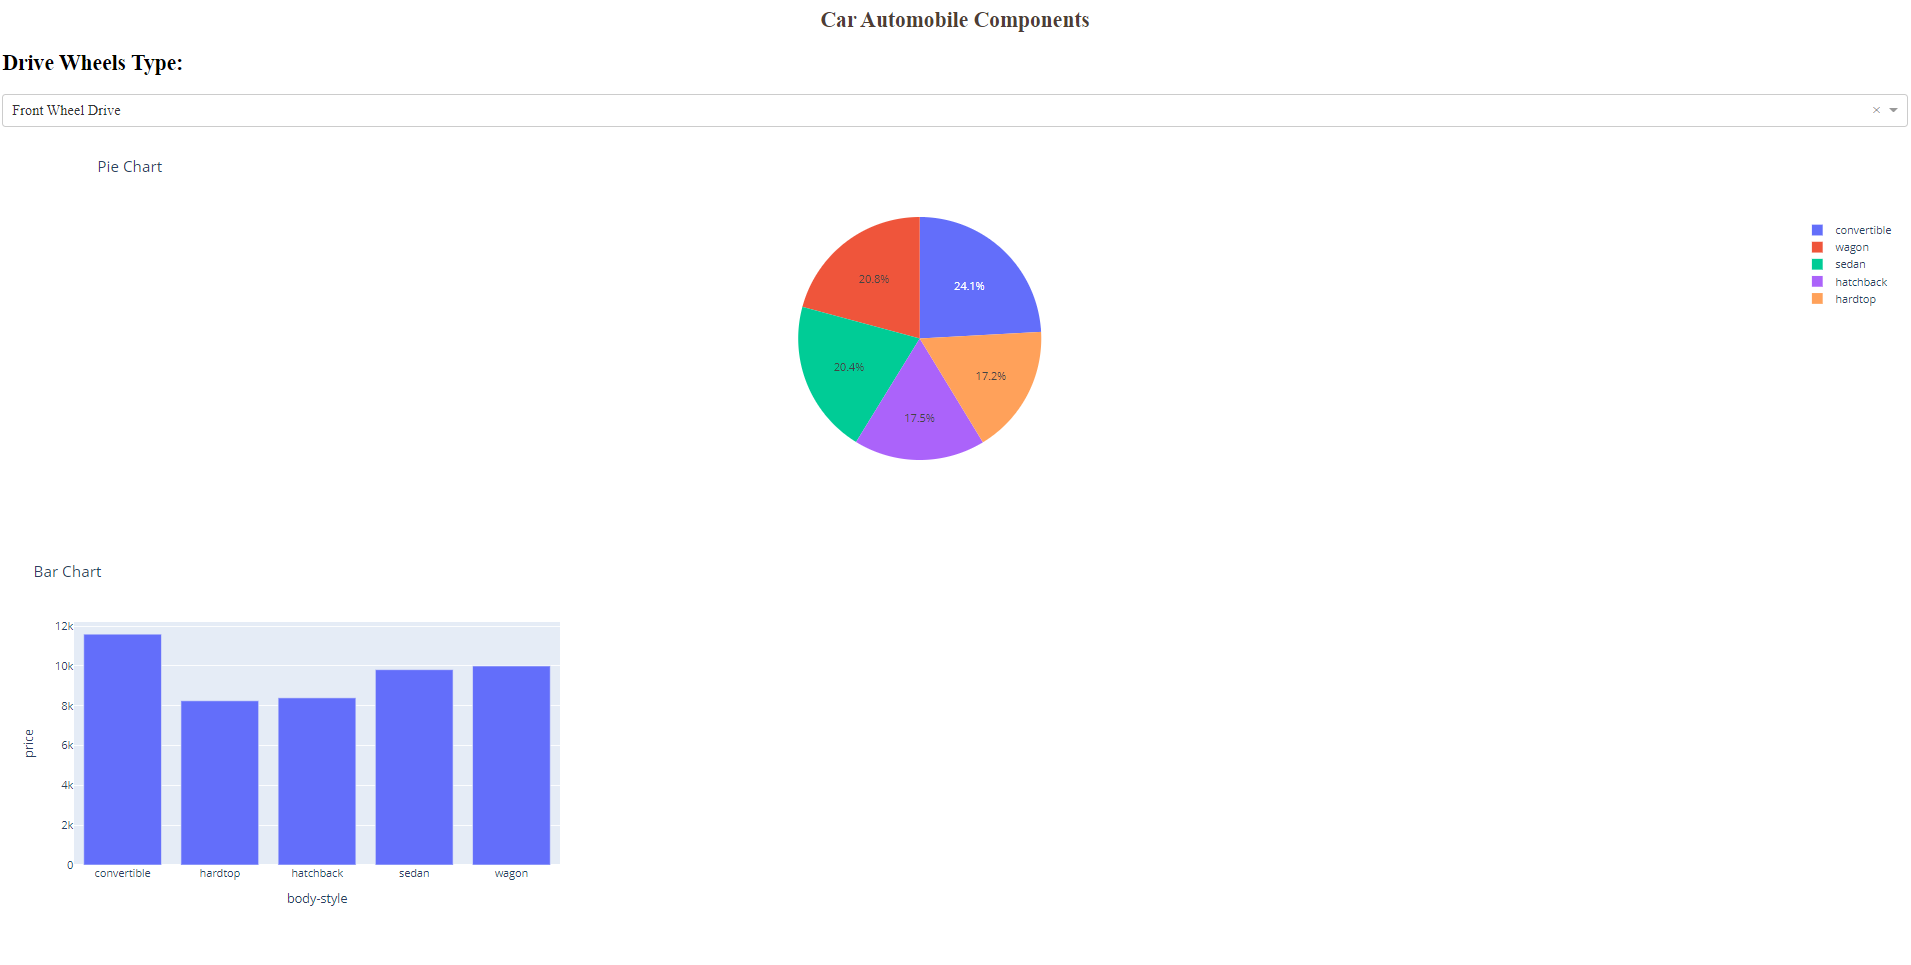 Car Automobile Components
Drive Wheels Type:
Front Wheel Drive
×
Pie Chart
24.1%
17.2%
17.5%
20.4%
20.8%
convertible
wagon
sedan
hatchback
hardtop
Bar Chart
12k
10k
8k
6k
4k
2k
0
price
convertible hardtop hatchback sedan wagon
body-style